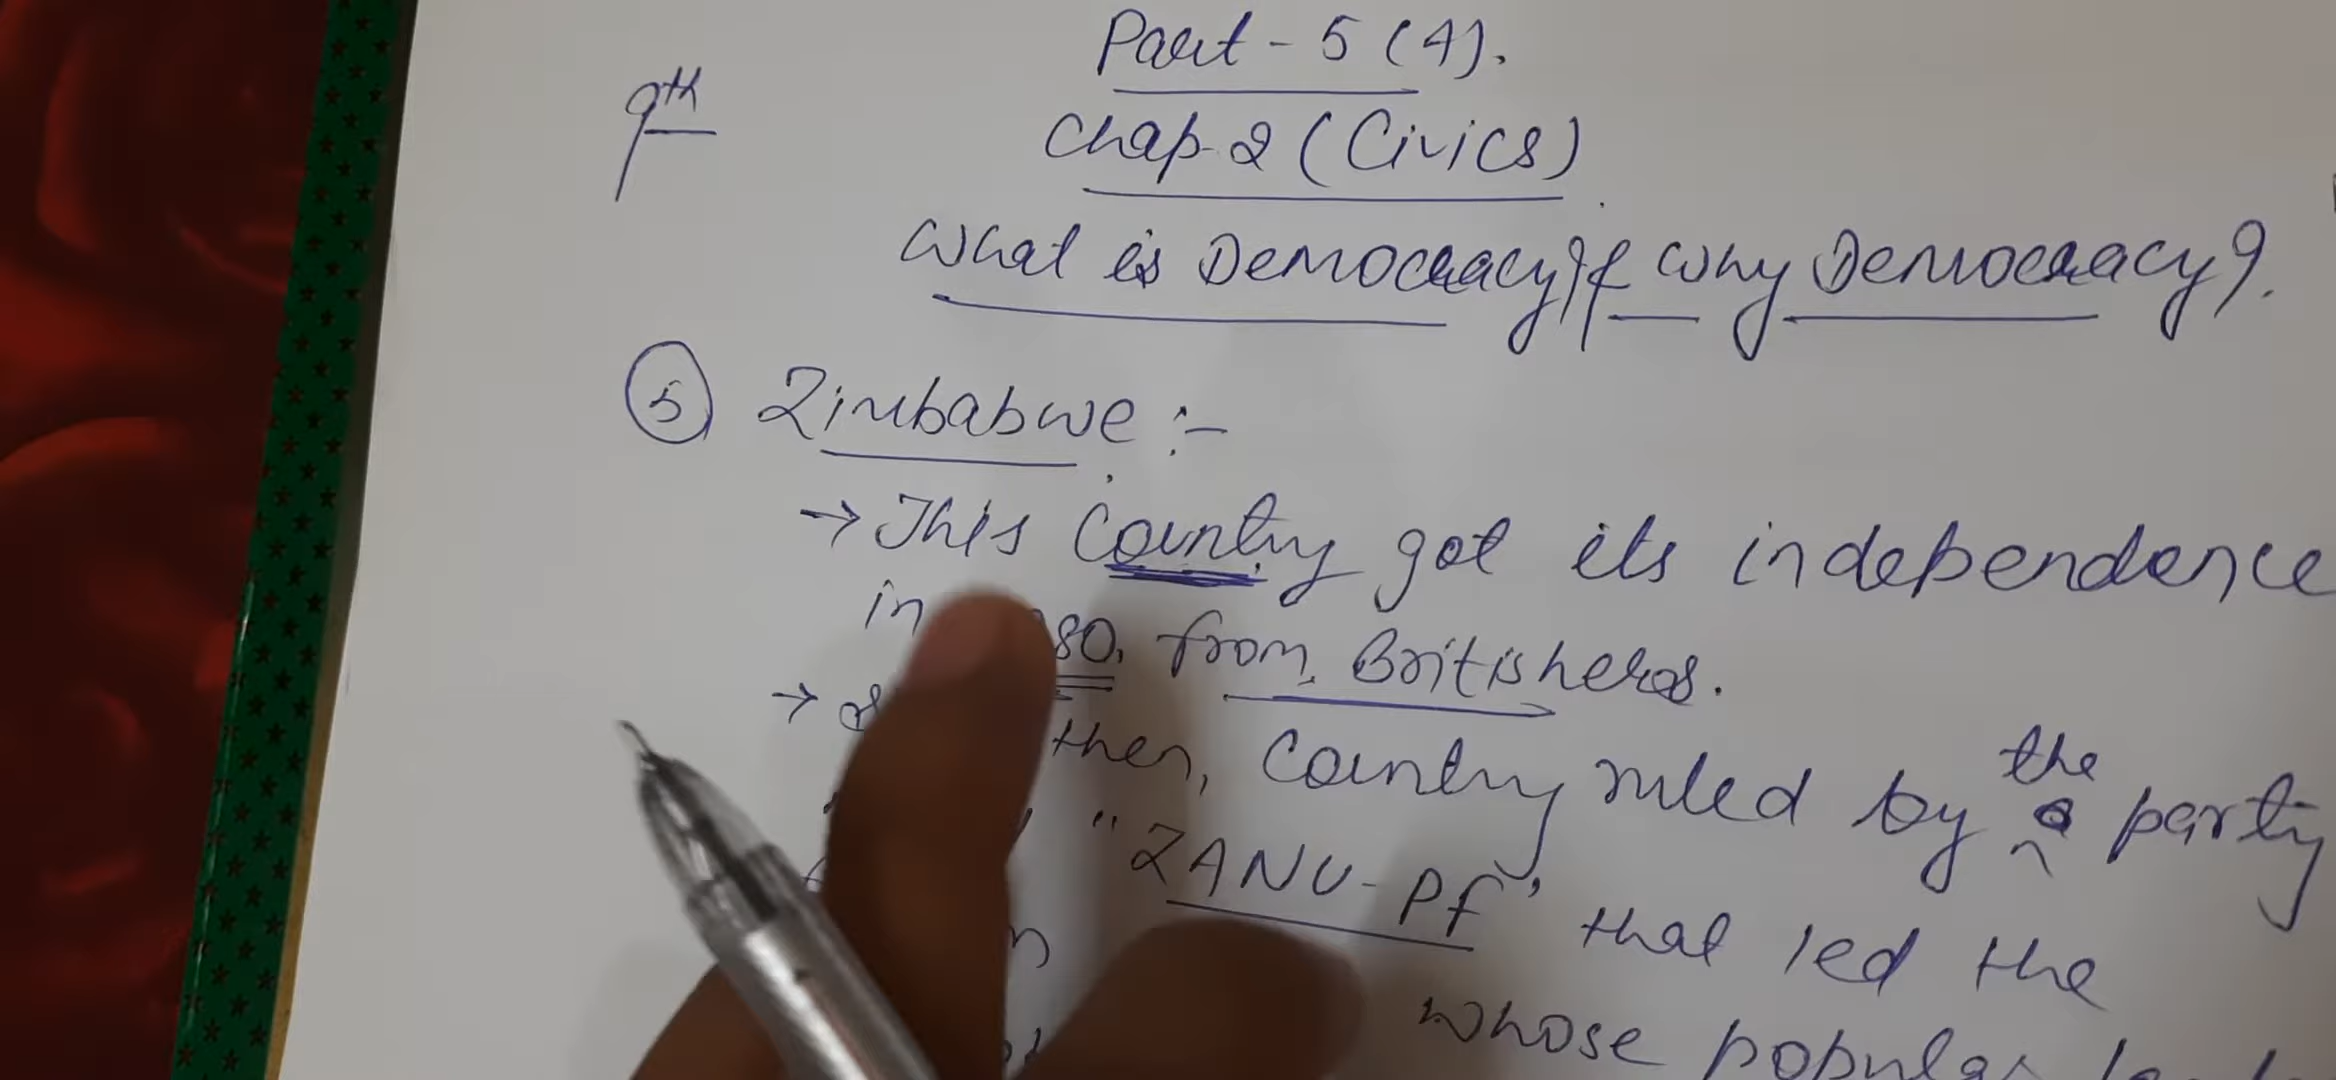 Part - 5 (4).
9th
Chap-2 (Civics)
What is Democracy? & Why Democracy?.
5 Zimbabwe :-
→ This Country got its independence
in 80, from Britishers.
→ then, Country ruled by the party
"ZANU-PF" that led the
whose popular